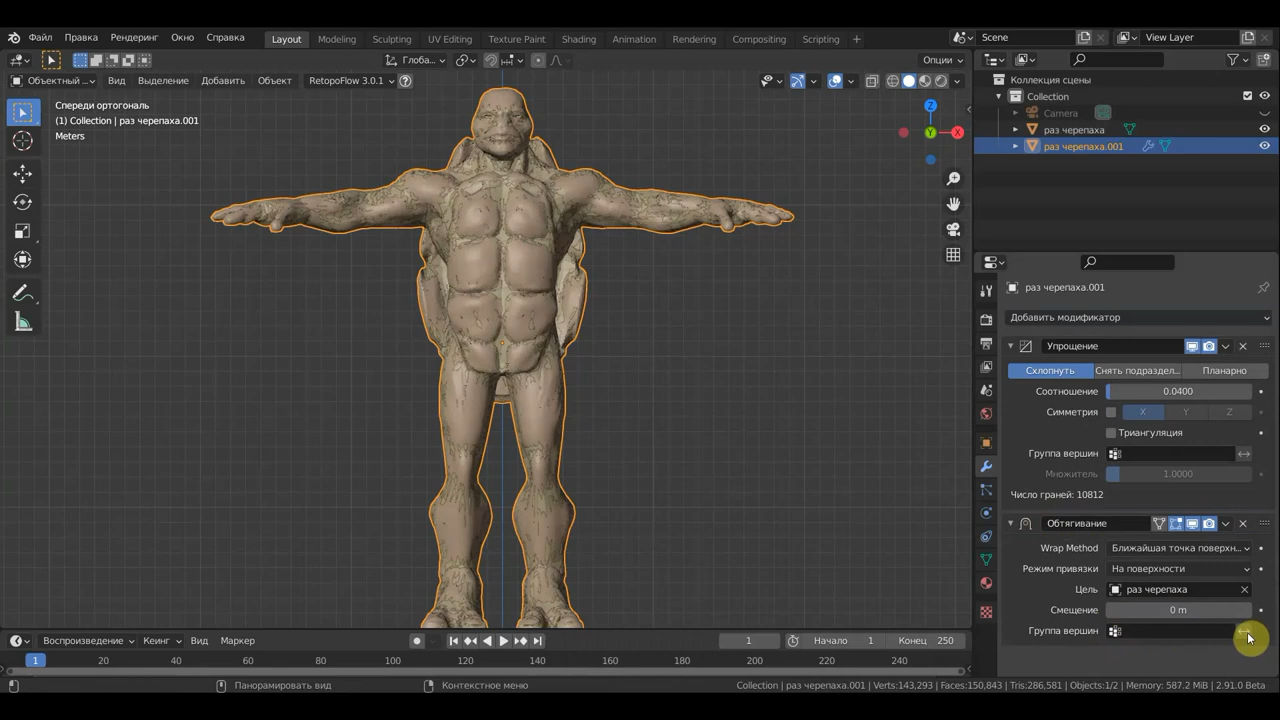 Файл Правка Рендеринг Окно Справка Layout Modeling Sculpting UV Editing Texture Paint Shading Animation Rendering Compositing Scripting + Scene View Layer
Глоба... Опции
Объектный... Вид Выделение Добавить Объект RetopoFlow 3.0.1
Спереди ортогональ
(1) Collection | раз черепаха.001
Meters
Z
X
Y
Коллекция сцены
Collection
Camera
раз черепаха
раз черепаха.001
раз черепаха.001
Добавить модификатор
Упрощение
Схлопнуть Снять подраздел... Планарно
Соотношение 0.0400
Симметрия X Y Z
Триангуляция
Группа вершин
Множитель 1.0000
Число граней: 10812
Обтягивание
Wrap Method Ближайшая точка поверхн...
Режим привязки На поверхности
Цель раз черепаха
Смещение 0 m
Группа вершин
Воспроизведение Кеинг Вид Маркер 1 Начало 1 Конец 250
1 20 40 60 80 100 120 140 160 180 200 220 240
Панорамировать вид Контекстное меню Collection | раз черепаха.001 | Verts:143,293 | Faces:150,843 | Tris:286,581 | Objects:1/2 | Memory: 587.2 MiB | 2.91.0 Beta